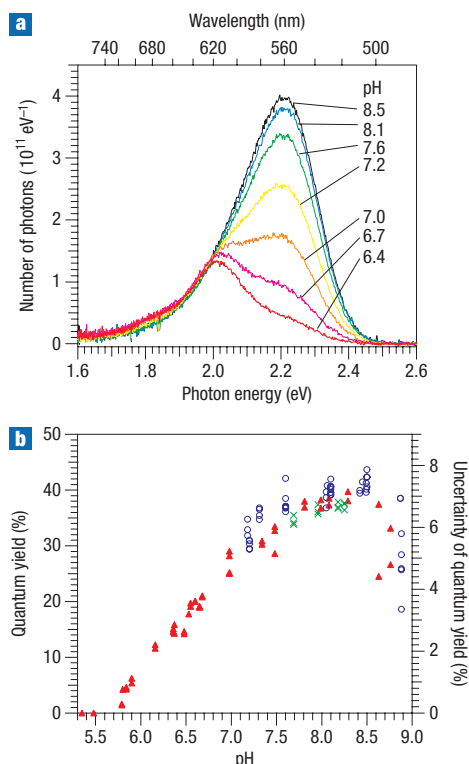 a
Wavelength (nm)
740 680 620 560 500
Number of photons (10¹¹ eV⁻¹)
4
3
2
1
0
pH
8.5
8.1
7.6
7.2
7.0
6.7
6.4
1.6 1.8 2.0 2.2 2.4 2.6
Photon energy (eV)
b
Quantum yield (%)
50
40
30
20
10
0
8
6
4
2
0
Uncertainty of quantum
yield (%)
5.5 6.0 6.5 7.0 7.5 8.0 8.5 9.0
pH